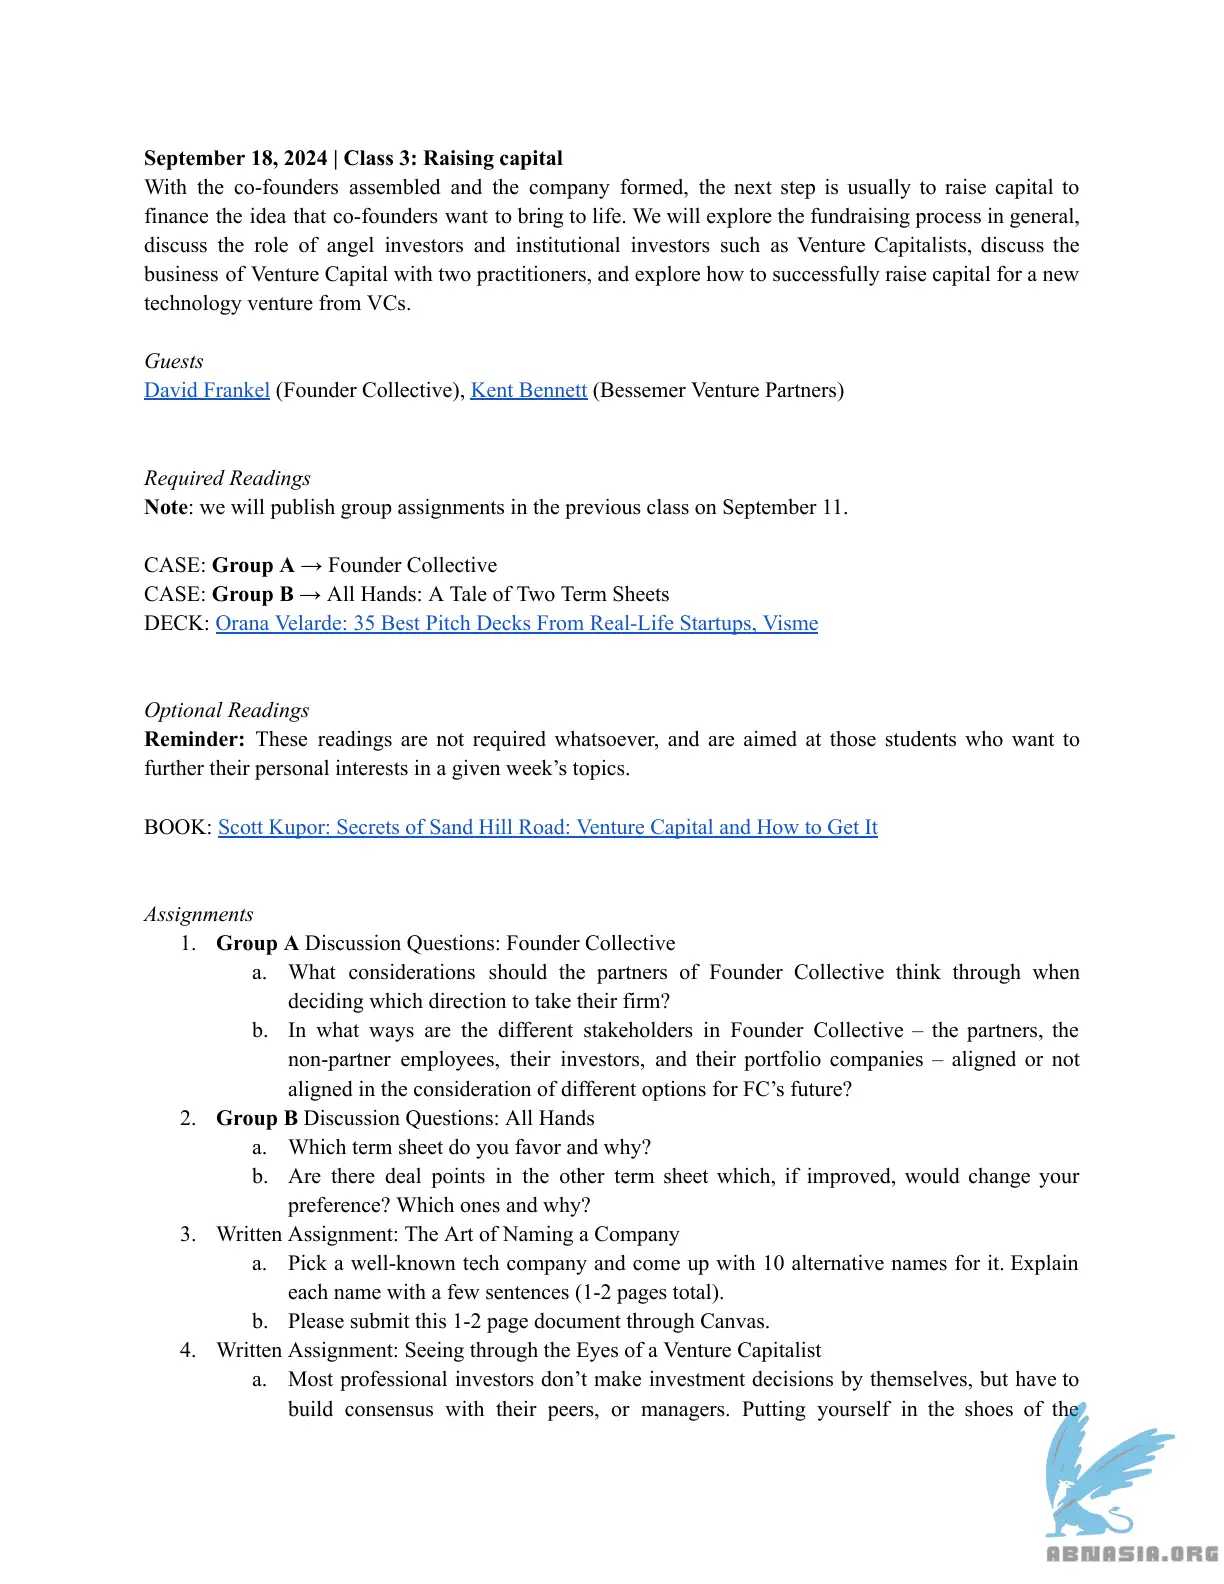 September 18, 2024 | Class 3: Raising capital
With the co-founders assembled and the company formed, the next step is usually to raise capital to
finance the idea that co-founders want to bring to life. We will explore the fundraising process in general,
discuss the role of angel investors and institutional investors such as Venture Capitalists, discuss the
business of Venture Capital with two practitioners, and explore how to successfully raise capital for a new
technology venture from VCs.
Guests
David Frankel (Founder Collective), Kent Bennett (Bessemer Venture Partners)
Required Readings
Note: we will publish group assignments in the previous class on September 11.
CASE: Group A → Founder Collective
CASE: Group B → All Hands: A Tale of Two Term Sheets
DECK: Orana Velarde: 35 Best Pitch Decks From Real-Life Startups, Visme
Optional Readings
Reminder: These readings are not required whatsoever, and are aimed at those students who want to
further their personal interests in a given week’s topics.
BOOK: Scott Kupor: Secrets of Sand Hill Road: Venture Capital and How to Get It
Assignments
1. Group A Discussion Questions: Founder Collective
a. What considerations should the partners of Founder Collective think through when
deciding which direction to take their firm?
b. In what ways are the different stakeholders in Founder Collective – the partners, the
non-partner employees, their investors, and their portfolio companies – aligned or not
aligned in the consideration of different options for FC’s future?
2. Group B Discussion Questions: All Hands
a. Which term sheet do you favor and why?
b. Are there deal points in the other term sheet which, if improved, would change your
preference? Which ones and why?
3. Written Assignment: The Art of Naming a Company
a. Pick a well-known tech company and come up with 10 alternative names for it. Explain
each name with a few sentences (1-2 pages total).
b. Please submit this 1-2 page document through Canvas.
4. Written Assignment: Seeing through the Eyes of a Venture Capitalist
a. Most professional investors don’t make investment decisions by themselves, but have to
build consensus with their peers, or managers. Putting yourself in the shoes of the
ABNASIA.ORG